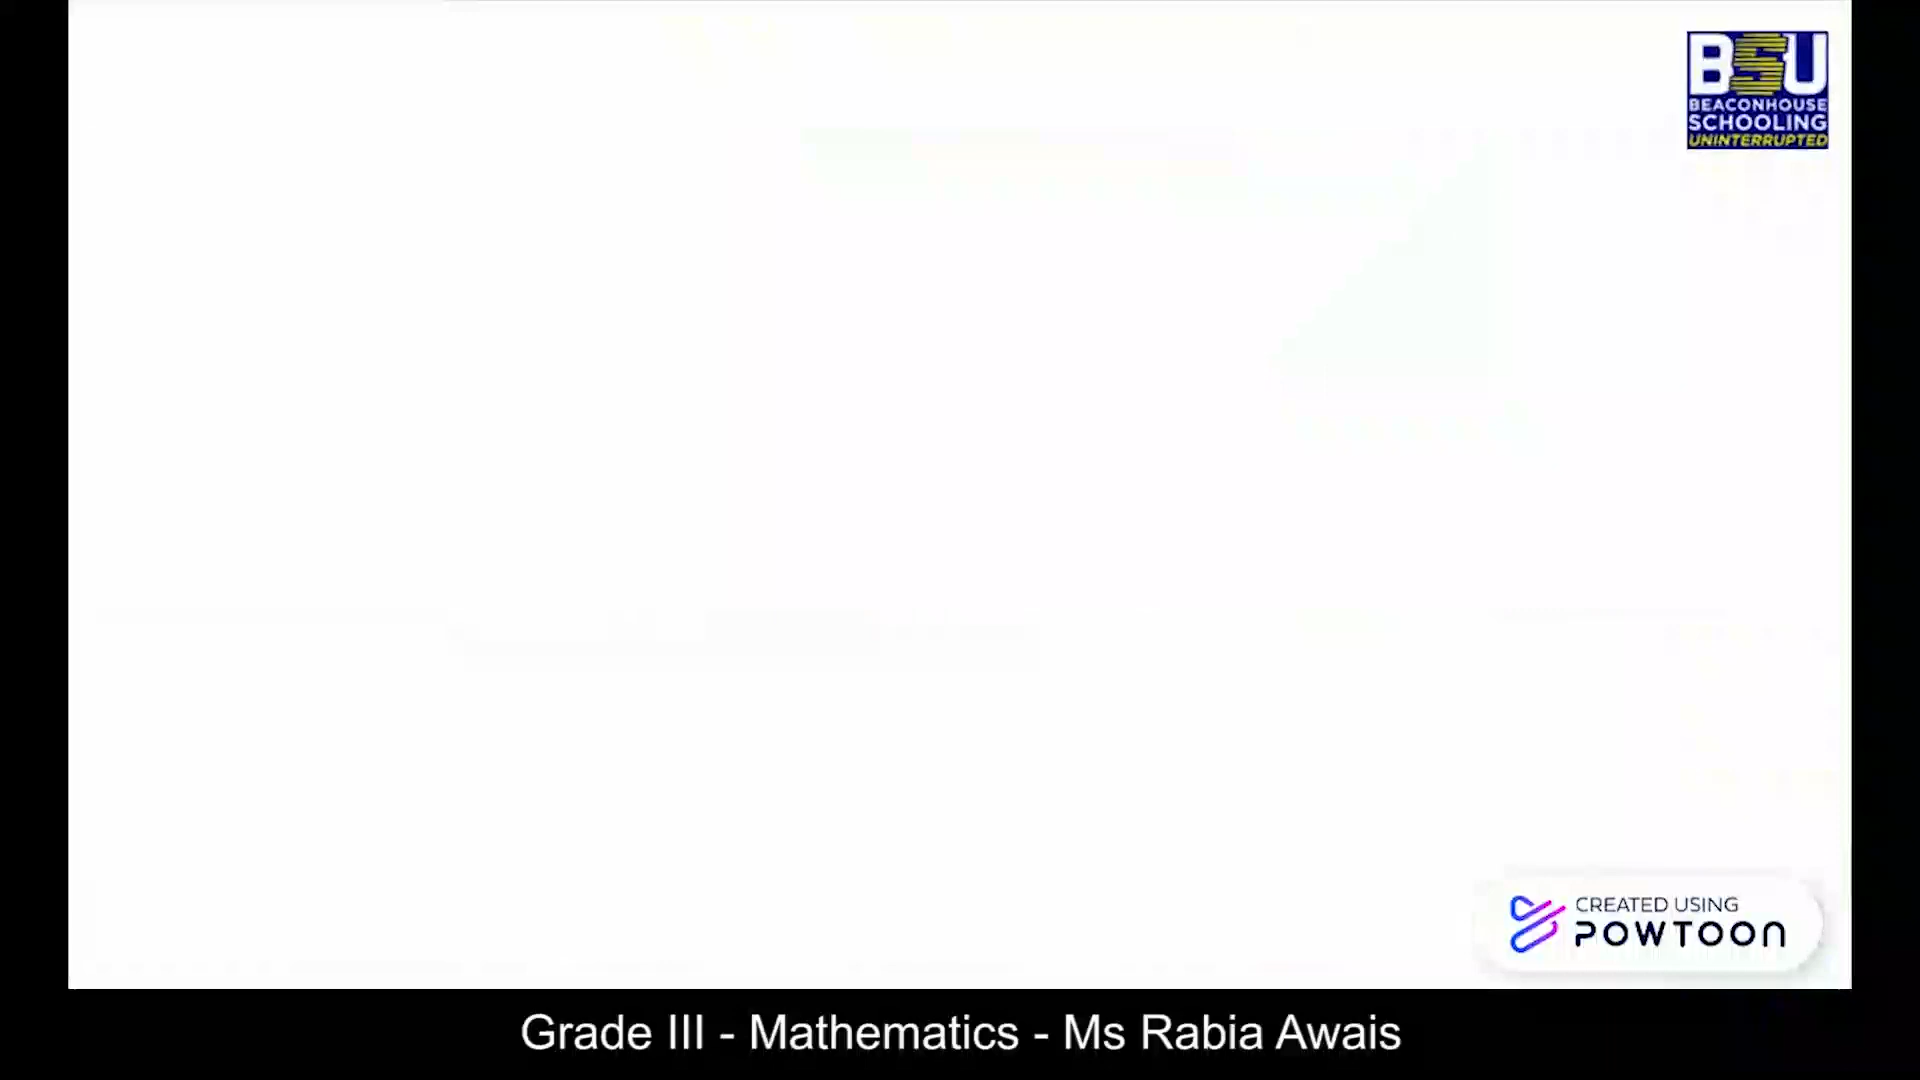 BSU
BEACONHOUSE
SCHOOLING
UNINTERRUPTED
CREATED USING
POWTOON
Grade III - Mathematics - Ms Rabia Awais